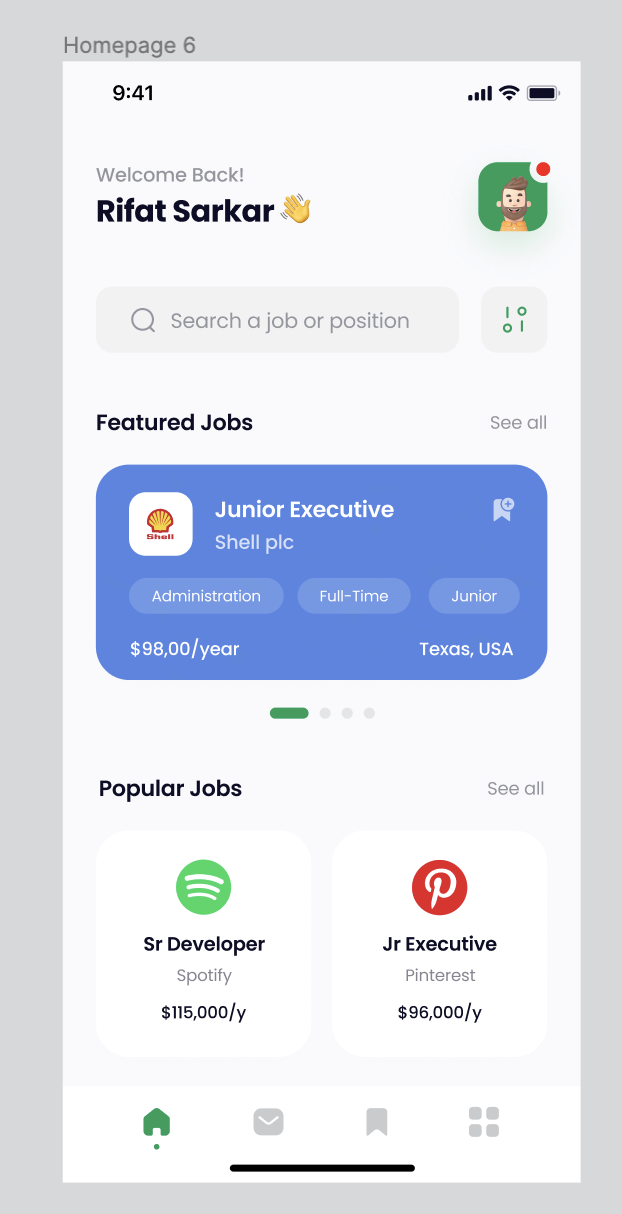 Homepage 6
9:41
Welcome Back!
Rifat Sarkar 👋
Search a job or position
Featured Jobs
See all
Junior Executive
Shell plc
Shell
Administration
Full-Time
Junior
$98,00/year
Texas, USA
Popular Jobs
See all
Sr Developer
Spotify
$115,000/y
Jr Executive
Pinterest
$96,000/y